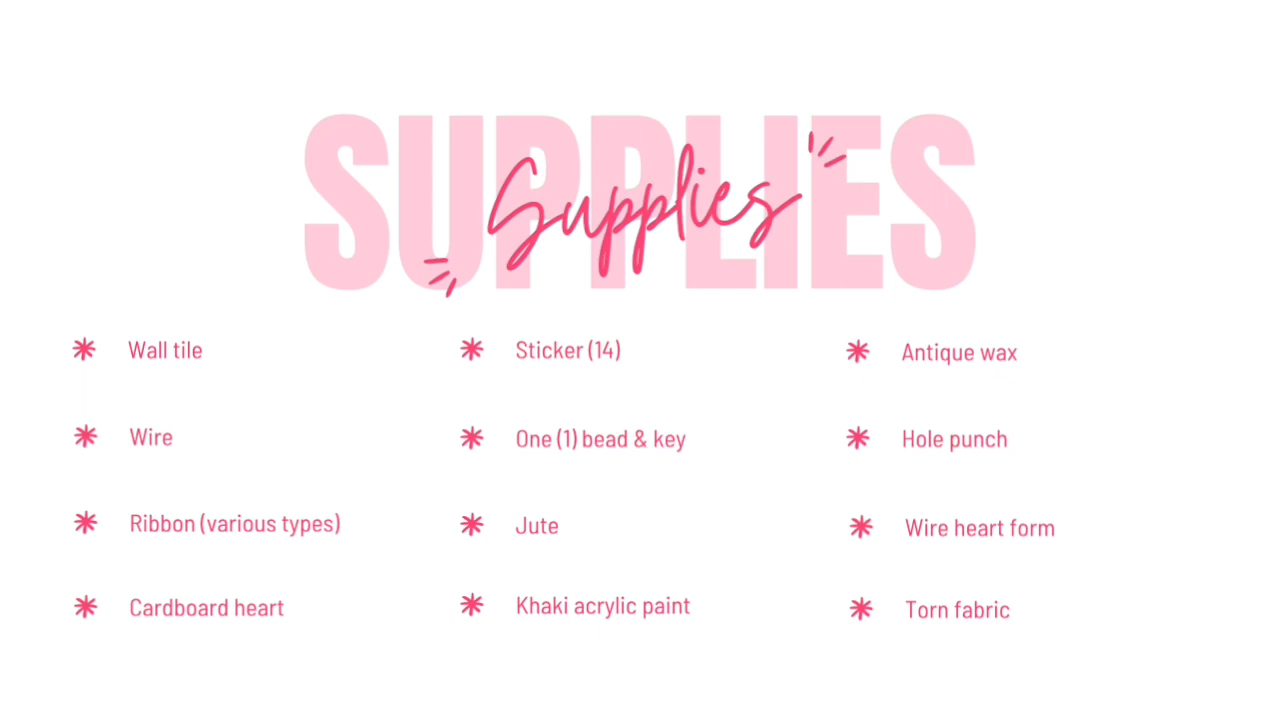 SUPPLIES
Supplies
Wall tile
Wire
Ribbon (various types)
Cardboard heart
Sticker (14)
One (1) bead & key
Jute
Khaki acrylic paint
Antique wax
Hole punch
Wire heart form
Torn fabric